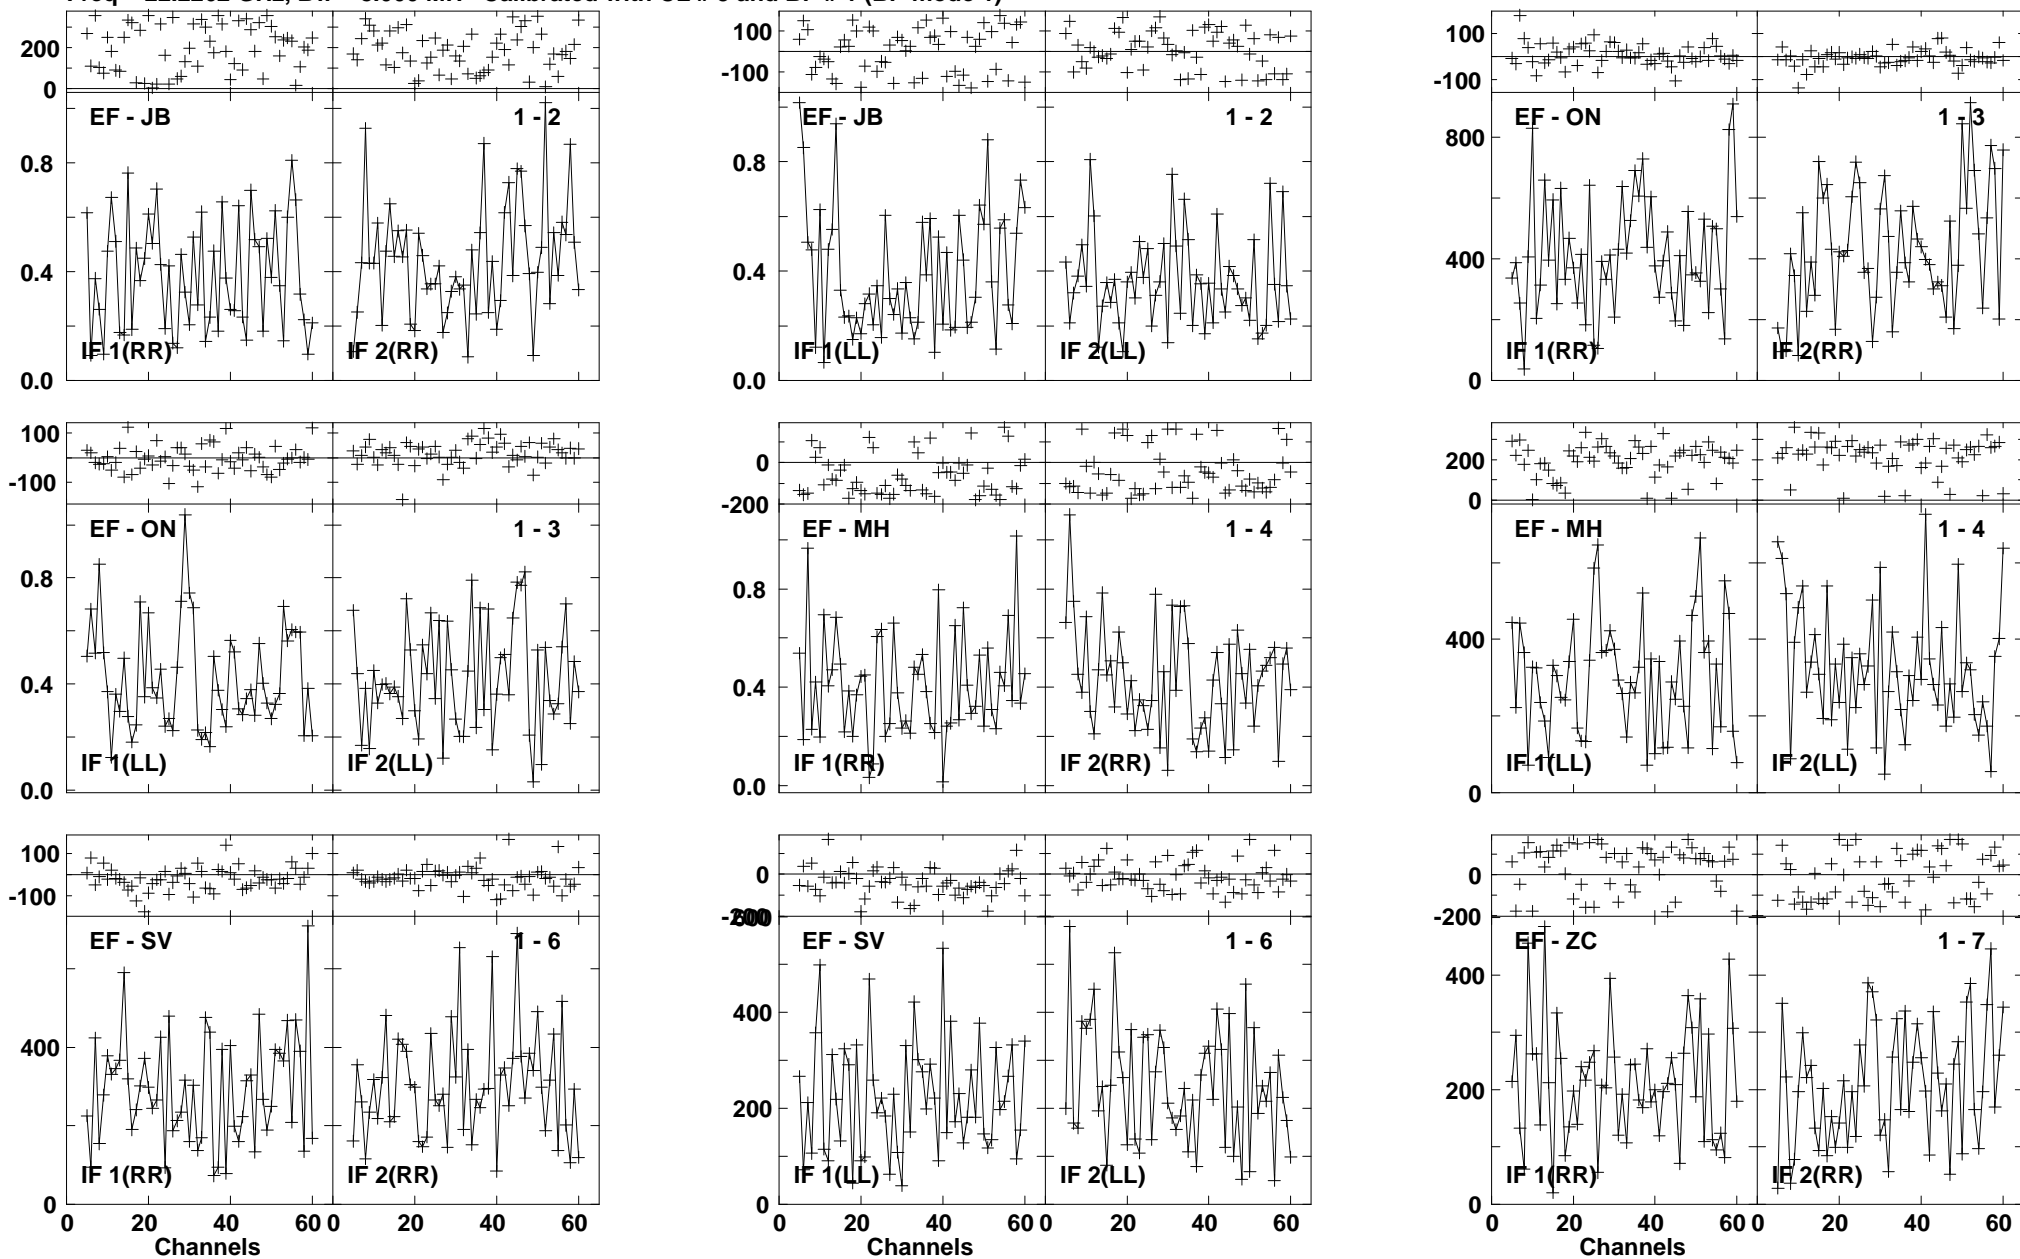 200
0
EF - JB
1 - 2
0.8
0.4
0.0
IF 1(RR)
IF 2(RR)
100
-100
EF - JB
1 - 2
0.8
0.4
0.0
IF 1(LL)
IF 2(LL)
100
-100
EF - ON
1 - 3
800
400
0
IF 1(RR)
IF 2(RR)
100
-100
EF - ON
1 - 3
0.8
0.4
0.0
IF 1(LL)
IF 2(LL)
0
-200
EF - MH
1 - 4
0.8
0.4
0.0
IF 1(RR)
IF 2(RR)
200
0
EF - MH
1 - 4
400
0
IF 1(LL)
IF 2(LL)
100
-100
EF - SV
1 - 6
400
0
IF 1(RR)
IF 2(RR)
0 20 40 60 0 20 40 60
Channels
0
-200
600
EF - SV
1 - 6
400
200
0
IF 1(LL)
IF 2(LL)
0 20 40 60 0 20 40 60
Channels
0
-200
EF - ZC
1 - 7
400
200
0
IF 1(RR)
IF 2(RR)
0 20 40 60 0 20 40 60
Channels